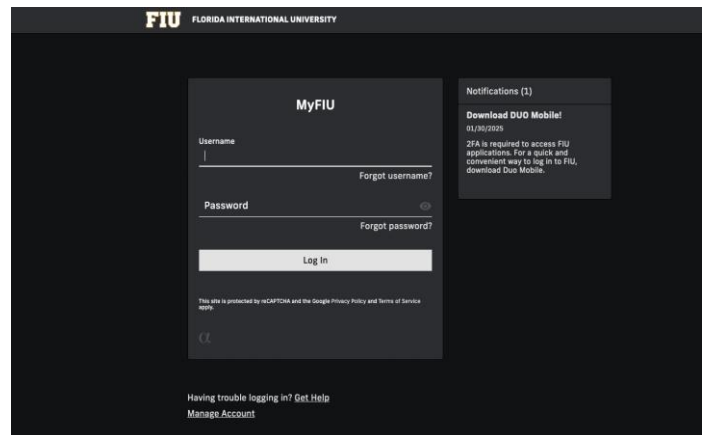 FIU FLORIDA INTERNATIONAL UNIVERSITY
MyFIU
Username
Forgot username?
Password
Forgot password?
Log In
This site is protected by reCAPTCHA and the Google Privacy Policy and Terms of Service
apply.
α
Having trouble logging in? Get Help
Manage Account
Notifications (1)
Download DUO Mobile!
01/30/2025
2FA is required to access FIU
applications. For a quick and
convenient way to log in to FIU,
download Duo Mobile.